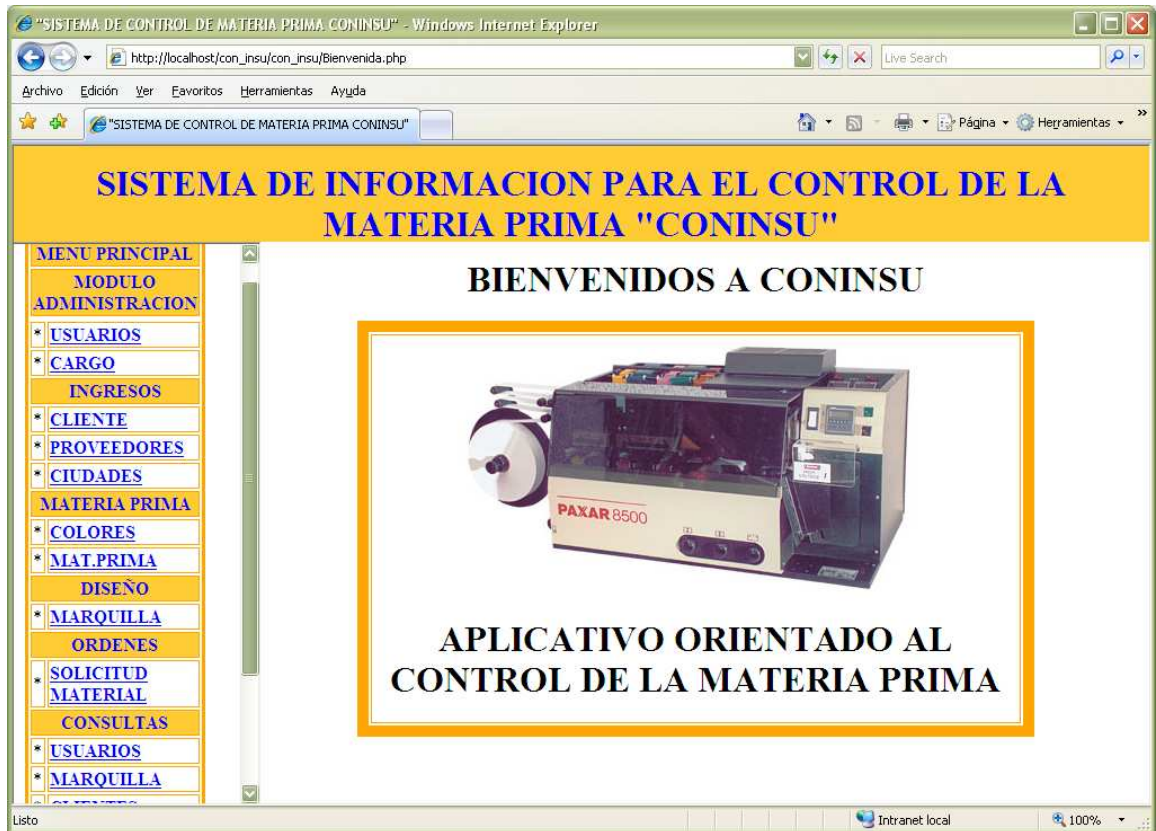 "SISTEMA DE CONTROL DE MATERIA PRIMA CONINSU" - Windows Internet Explorer
http://localhost/con_insu/con_insu/Bienvenida.php
Live Search
Archivo Edición Ver Favoritos Herramientas Ayuda
"SISTEMA DE CONTROL DE MATERIA PRIMA CONINSU"
Página Herramientas »
SISTEMA DE INFORMACION PARA EL CONTROL DE LA
MATERIA PRIMA "CONINSU"
MENU PRINCIPAL
MODULO
ADMINISTRACION
* USUARIOS
* CARGO
INGRESOS
* CLIENTE
* PROVEEDORES
* CIUDADES
MATERIA PRIMA
* COLORES
* MAT.PRIMA
DISEÑO
* MARQUILLA
ORDENES
* SOLICITUD
MATERIAL
CONSULTAS
* USUARIOS
* MARQUILLA
BIENVENIDOS A CONINSU
PAXAR 8500
APLICATIVO ORIENTADO AL
CONTROL DE LA MATERIA PRIMA
Listo
Intranet local
100%